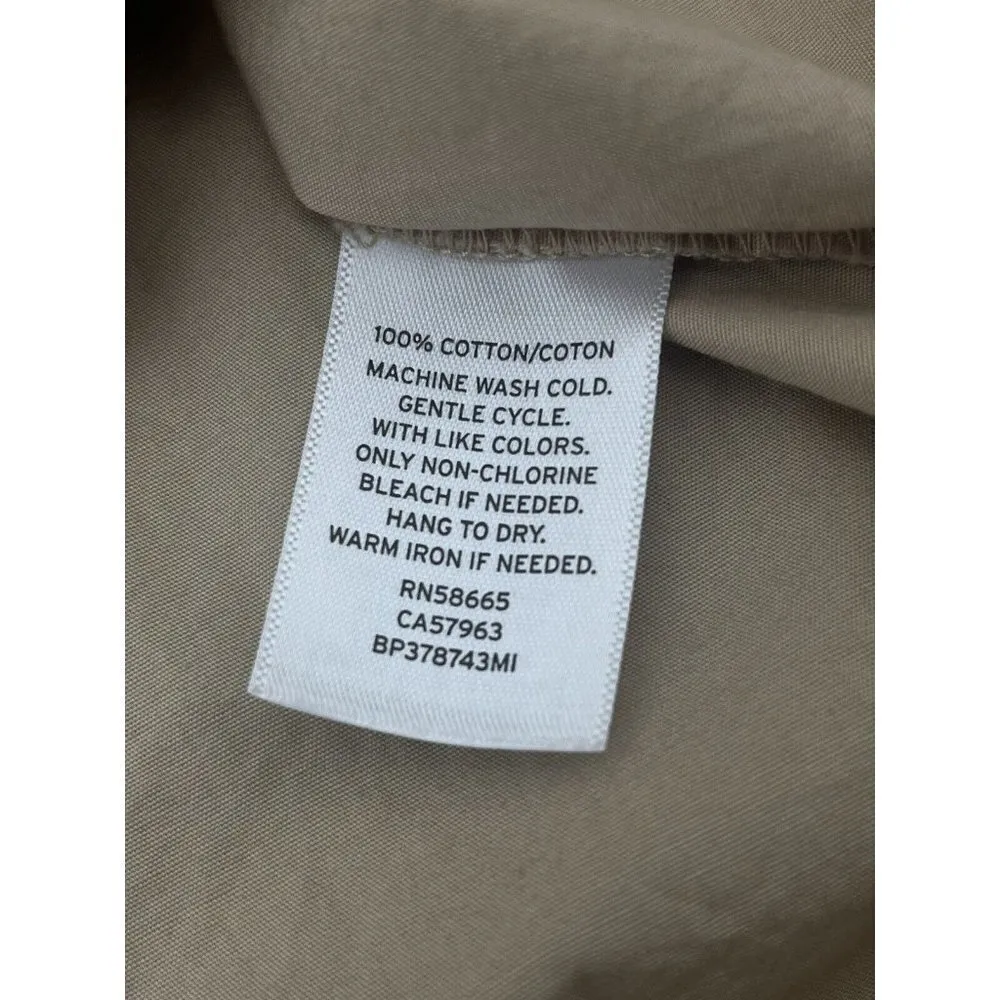 100% COTTON/COTON
MACHINE WASH COLD.
GENTLE CYCLE.
WITH LIKE COLORS.
ONLY NON-CHLORINE
BLEACH IF NEEDED.
HANG TO DRY.
WARM IRON IF NEEDED.
RN58665
CA57963
BP378743MI